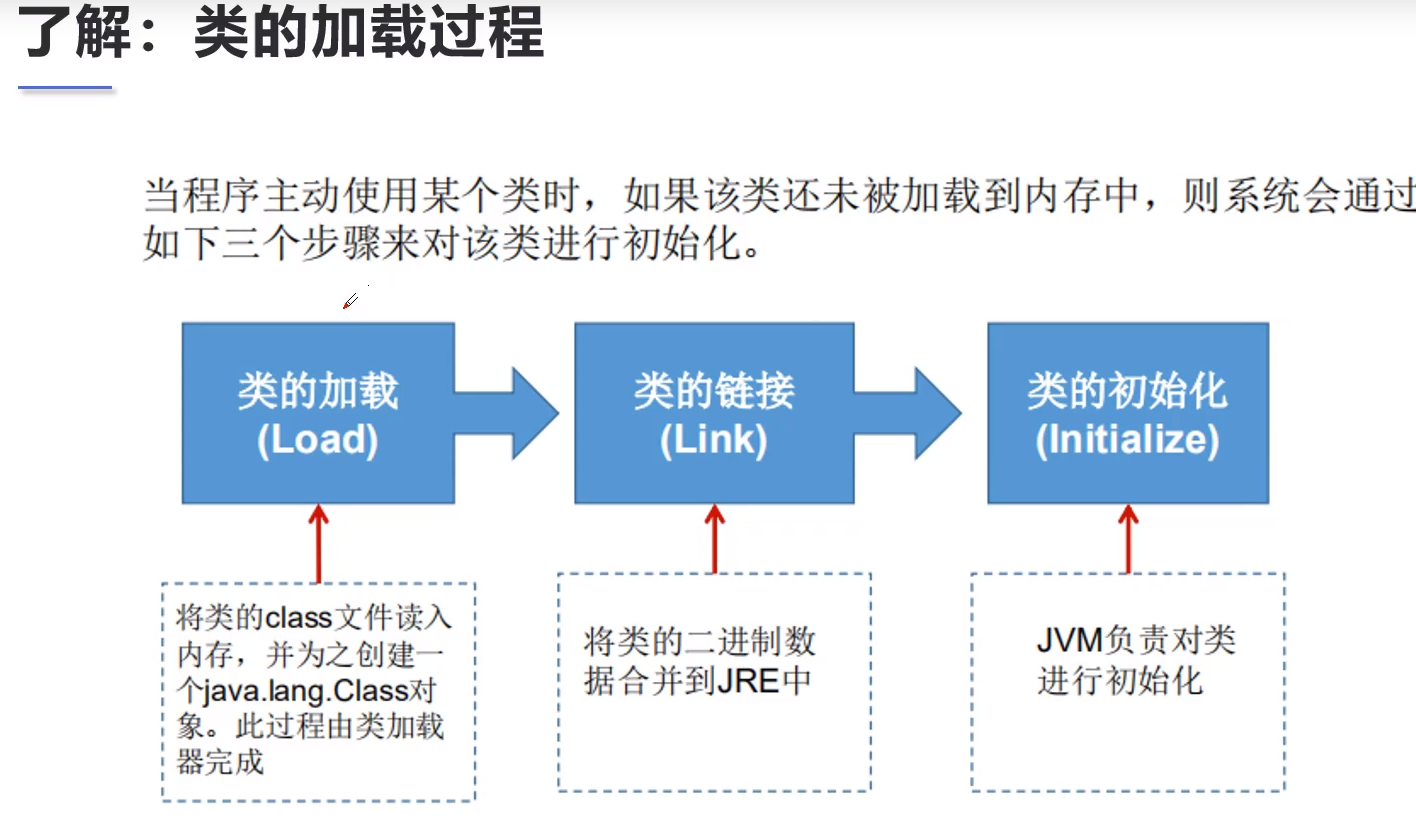 了解：类的加载过程
当程序主动使用某个类时，如果该类还未被加载到内存中，则系统会通过
如下三个步骤来对该类进行初始化。
类的加载
(Load)
类的链接
(Link)
类的初始化
(Initialize)
将类的class文件读入
内存，并为之创建一
个java.lang.Class对
象。此过程由类加载
器完成
将类的二进制数
据合并到JRE中
JVM负责对类
进行初始化